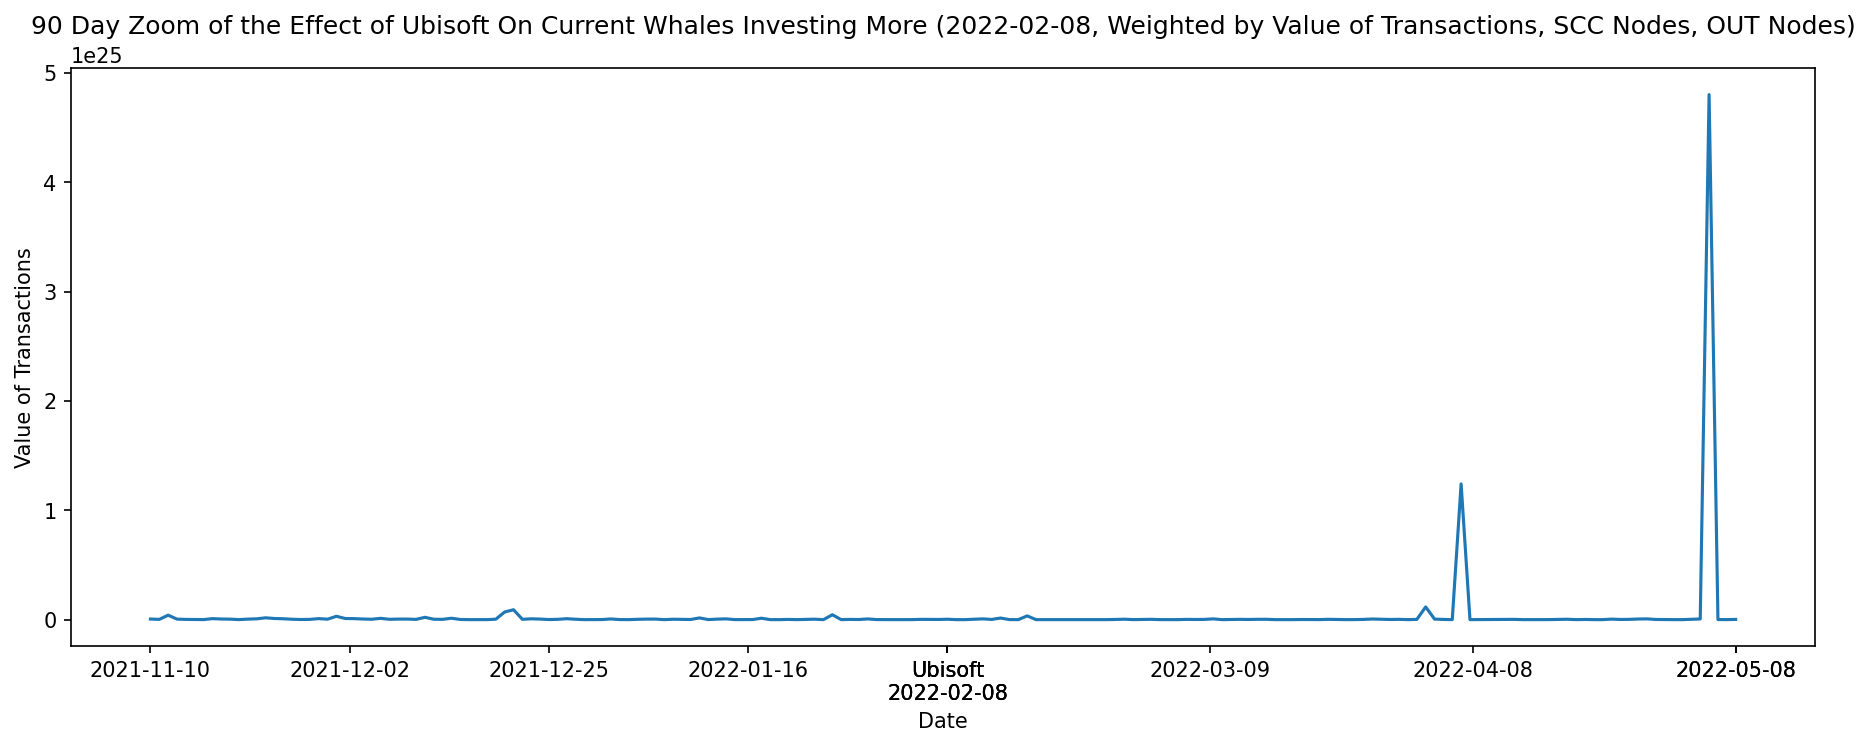 90 Day Zoom of the Effect of Ubisoft On Current Whales Investing More (2022-02-08, Weighted by Value of Transactions, SCC Nodes, OUT Nodes)
1e25
5
4
3
2
1
0
Value of Transactions
2021-11-10
2021-12-02
2021-12-25
2022-01-16
Ubisoft
2022-02-08
2022-03-09
2022-04-08
2022-05-08
Date